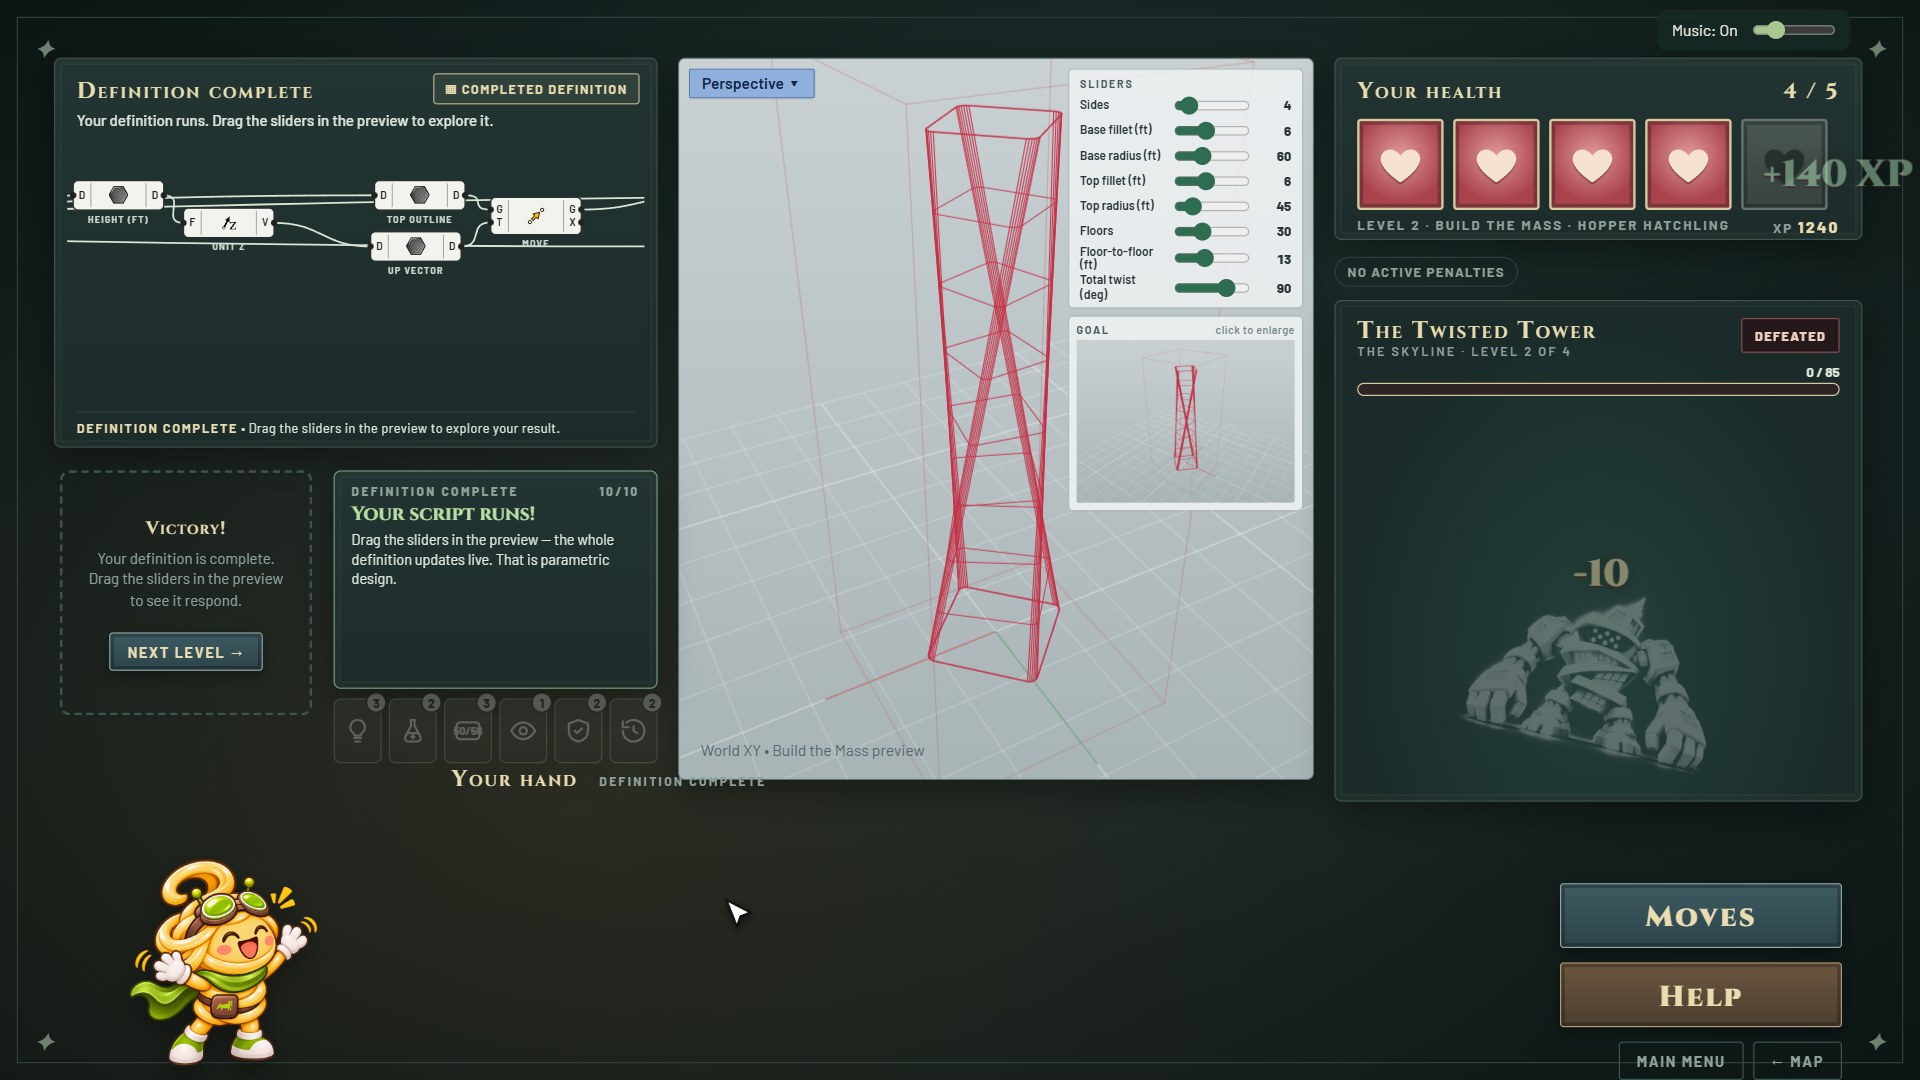 Music: On
Definition complete
▦ COMPLETED DEFINITION
Your definition runs. Drag the sliders in the preview to explore it.
D D
HEIGHT (FT)
F V
UNIT Z
D D
TOP OUTLINE
D D
UP VECTOR
G G
T X
MOVE
DEFINITION COMPLETE • Drag the sliders in the preview to explore your result.
Victory!
Your definition is complete.
Drag the sliders in the preview
to see it respond.
NEXT LEVEL →
DEFINITION COMPLETE 10/10
Your script runs!
Drag the sliders in the preview — the whole
definition updates live. That is parametric
design.
3 2 3 1 2 2
50/50
Your hand DEFINITION COMPLETE
Perspective ▾
SLIDERS
Sides 4
Base fillet (ft) 6
Base radius (ft) 60
Top fillet (ft) 6
Top radius (ft) 45
Floors 30
Floor-to-floor
(ft) 13
Total twist
(deg) 90
GOAL click to enlarge
World XY • Build the Mass preview
Your health 4 / 5
+140 XP
LEVEL 2 · BUILD THE MASS · HOPPER HATCHLING XP 1240
NO ACTIVE PENALTIES
The Twisted Tower
THE SKYLINE · LEVEL 2 OF 4
DEFEATED
0 / 85
-10
Moves
Help
MAIN MENU
← MAP